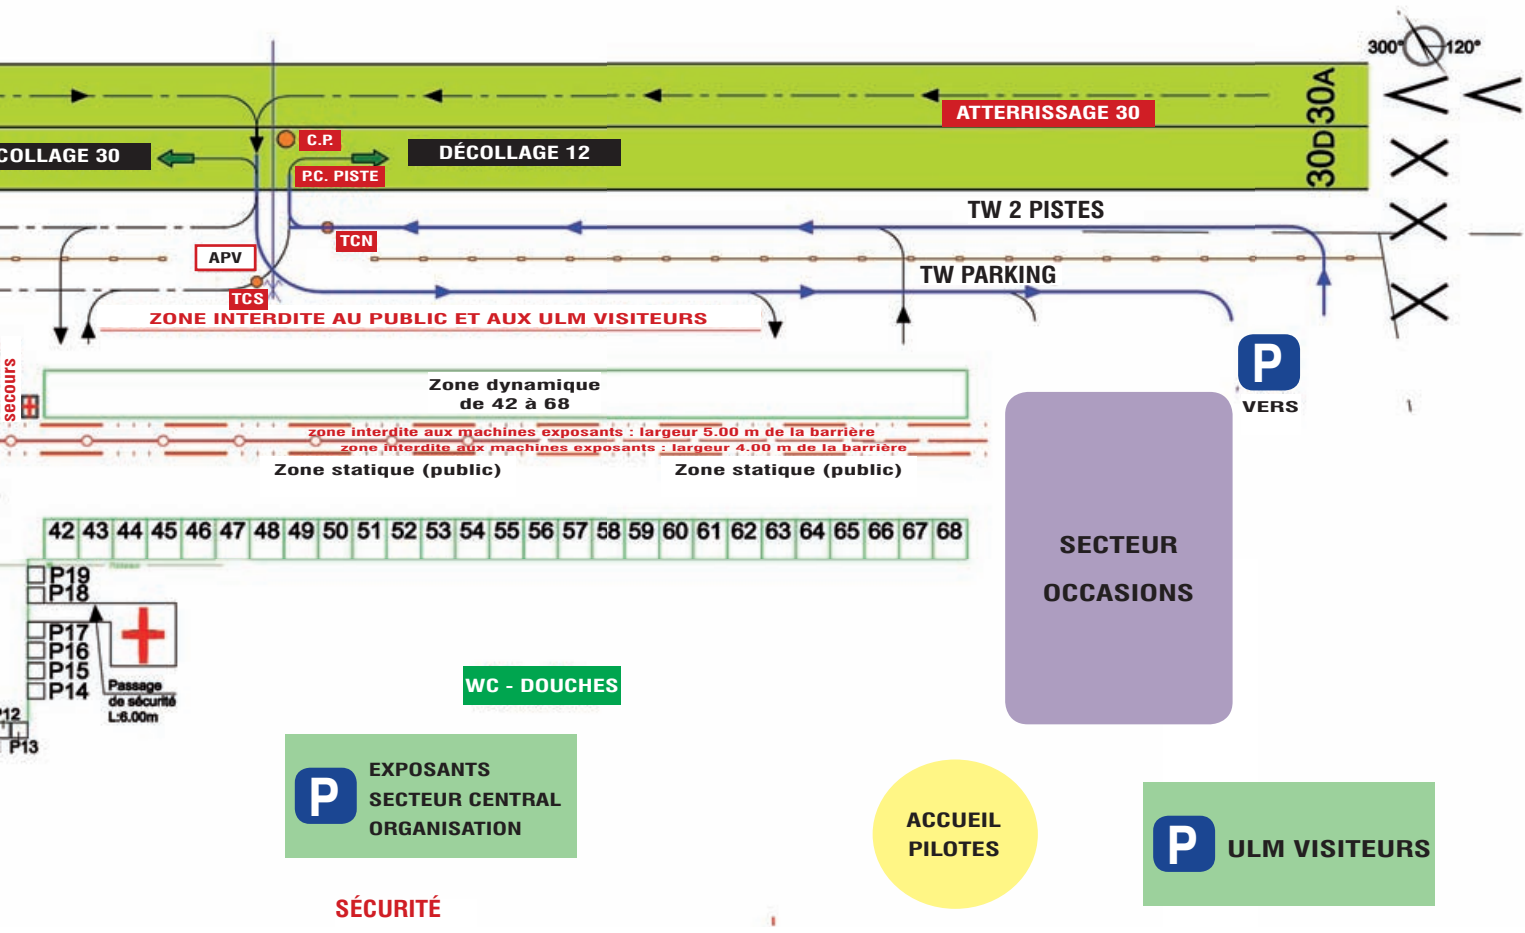 300° 120°
30A
ATTERRISSAGE 30
C.P.
COLLAGE 30
DÉCOLLAGE 12
30D
P.C. PISTE
TW 2 PISTES
TCN
APV
TW PARKING
TCS
ZONE INTERDITE AU PUBLIC ET AUX ULM VISITEURS
secours
P
VERS
Zone dynamique
de 42 à 68
zone interdite aux machines exposants : largeur 5.00 m de la barrière
zone interdite aux machines exposants : largeur 4.00 m de la barrière
Zone statique (public)
Zone statique (public)
42 43 44 45 46 47 48 49 50 51 52 53 54 55 56 57 58 59 60 61 62 63 64 65 66 67 68
SECTEUR
OCCASIONS
P19
P18
P17
P16
P15
P14
Passage
de sécurité
L:6.00m
P12
P13
WC - DOUCHES
P
EXPOSANTS
SECTEUR CENTRAL
ORGANISATION
ACCUEIL
PILOTES
P ULM VISITEURS
SÉCURITÉ